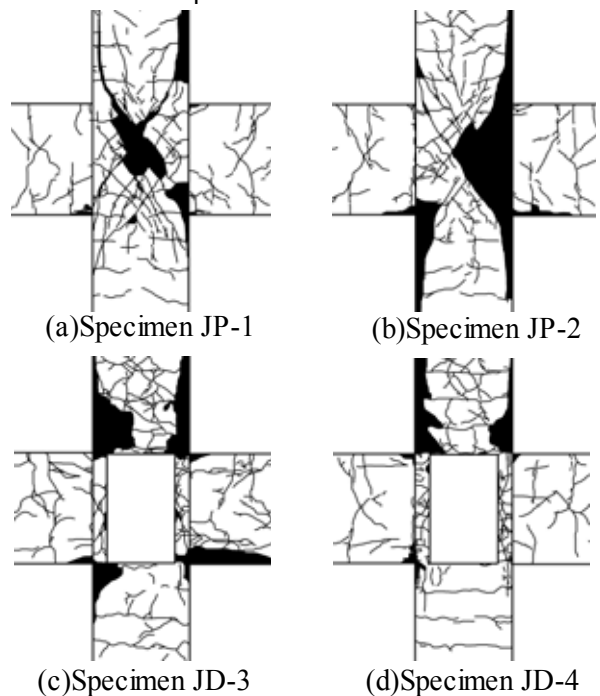 (a)Specimen JP-1
(b)Specimen JP-2
(c)Specimen JD-3
(d)Specimen JD-4